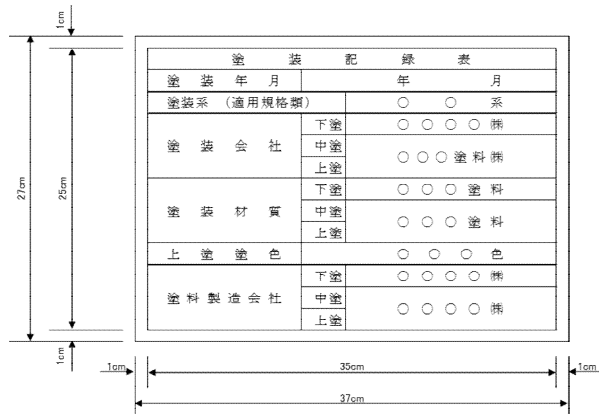 1cm
塗装記録表
塗装年月 年 月
塗装系 (適用規格類) ○○系
塗装会社 下塗 ○○○○㈱
中塗 ○○○塗料㈱
上塗
塗装材質 下塗 ○○○塗料
中塗 ○○○塗料
上塗
上塗塗色 ○○○色
塗料製造会社 下塗 ○○○○㈱
中塗 ○○○○㈱
上塗
27cm
25cm
1cm
1cm 35cm 1cm
37cm